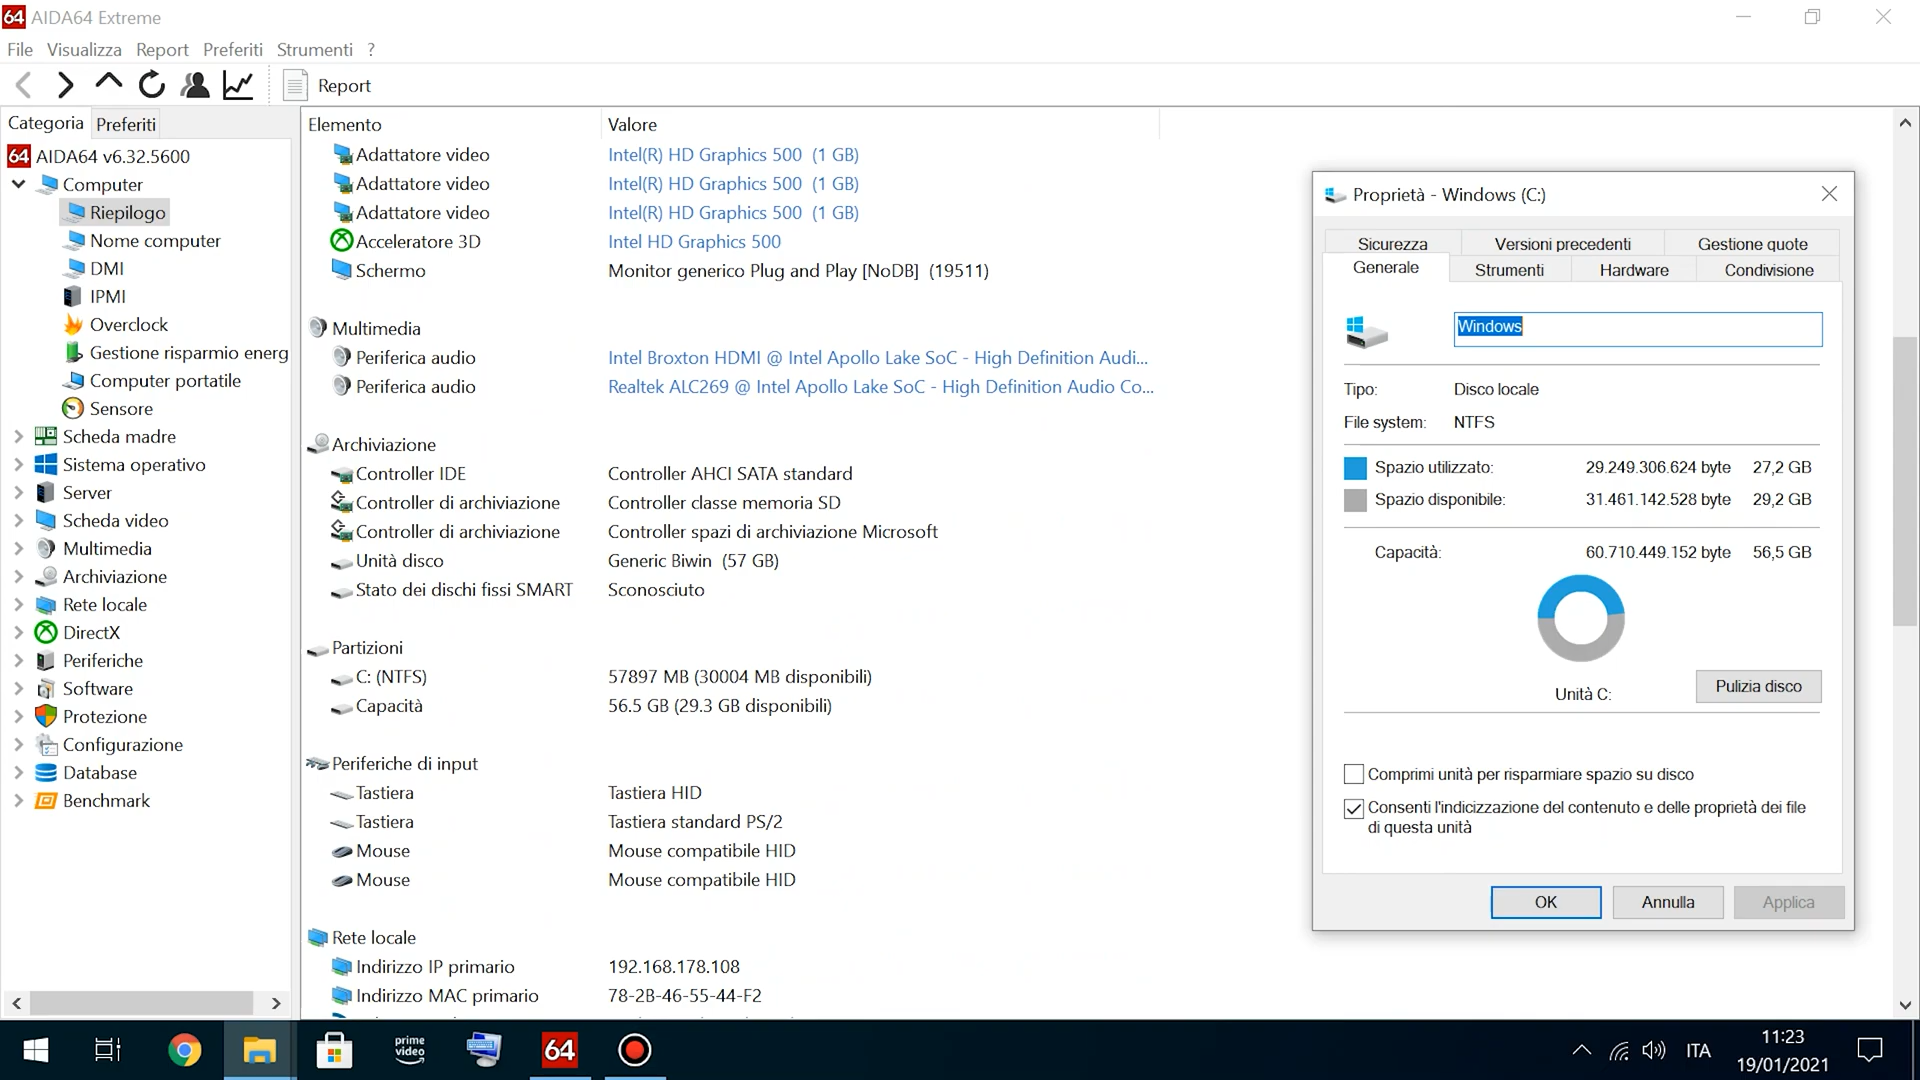 64 AIDA64 Extreme
File Visualizza Report Preferiti Strumenti ?
Report
Categoria Preferiti
64 AIDA64 v6.32.5600
Computer
Riepilogo
Nome computer
DMI
IPMI
Overclock
Gestione risparmio energ
Computer portatile
Sensore
Scheda madre
Sistema operativo
Server
Scheda video
Multimedia
Archiviazione
Rete locale
DirectX
Periferiche
Software
Protezione
Configurazione
Database
Benchmark
Elemento Valore
Adattatore video Intel(R) HD Graphics 500 (1 GB)
Adattatore video Intel(R) HD Graphics 500 (1 GB)
Adattatore video Intel(R) HD Graphics 500 (1 GB)
Acceleratore 3D Intel HD Graphics 500
Schermo Monitor generico Plug and Play [NoDB] (19511)
Multimedia
Periferica audio Intel Broxton HDMI @ Intel Apollo Lake SoC - High Definition Audi...
Periferica audio Realtek ALC269 @ Intel Apollo Lake SoC - High Definition Audio Co...
Archiviazione
Controller IDE Controller AHCI SATA standard
Controller di archiviazione Controller classe memoria SD
Controller di archiviazione Controller spazi di archiviazione Microsoft
Unità disco Generic Biwin (57 GB)
Stato dei dischi fissi SMART Sconosciuto
Partizioni
C: (NTFS) 57897 MB (30004 MB disponibili)
Capacità 56.5 GB (29.3 GB disponibili)
Periferiche di input
Tastiera Tastiera HID
Tastiera Tastiera standard PS/2
Mouse Mouse compatibile HID
Mouse Mouse compatibile HID
Rete locale
Indirizzo IP primario 192.168.178.108
Indirizzo MAC primario 78-2B-46-55-44-F2
Proprietà - Windows (C:)
Sicurezza Versioni precedenti Gestione quote
Generale Strumenti Hardware Condivisione
Windows
Tipo: Disco locale
File system: NTFS
Spazio utilizzato: 29.249.306.624 byte 27,2 GB
Spazio disponibile: 31.461.142.528 byte 29,2 GB
Capacità: 60.710.449.152 byte 56,5 GB
Unità C:
Pulizia disco
Comprimi unità per risparmiare spazio su disco
Consenti l'indicizzazione del contenuto e delle proprietà dei file
di questa unità
OK Annulla Applica
prime
video
64
ITA
11:23
19/01/2021